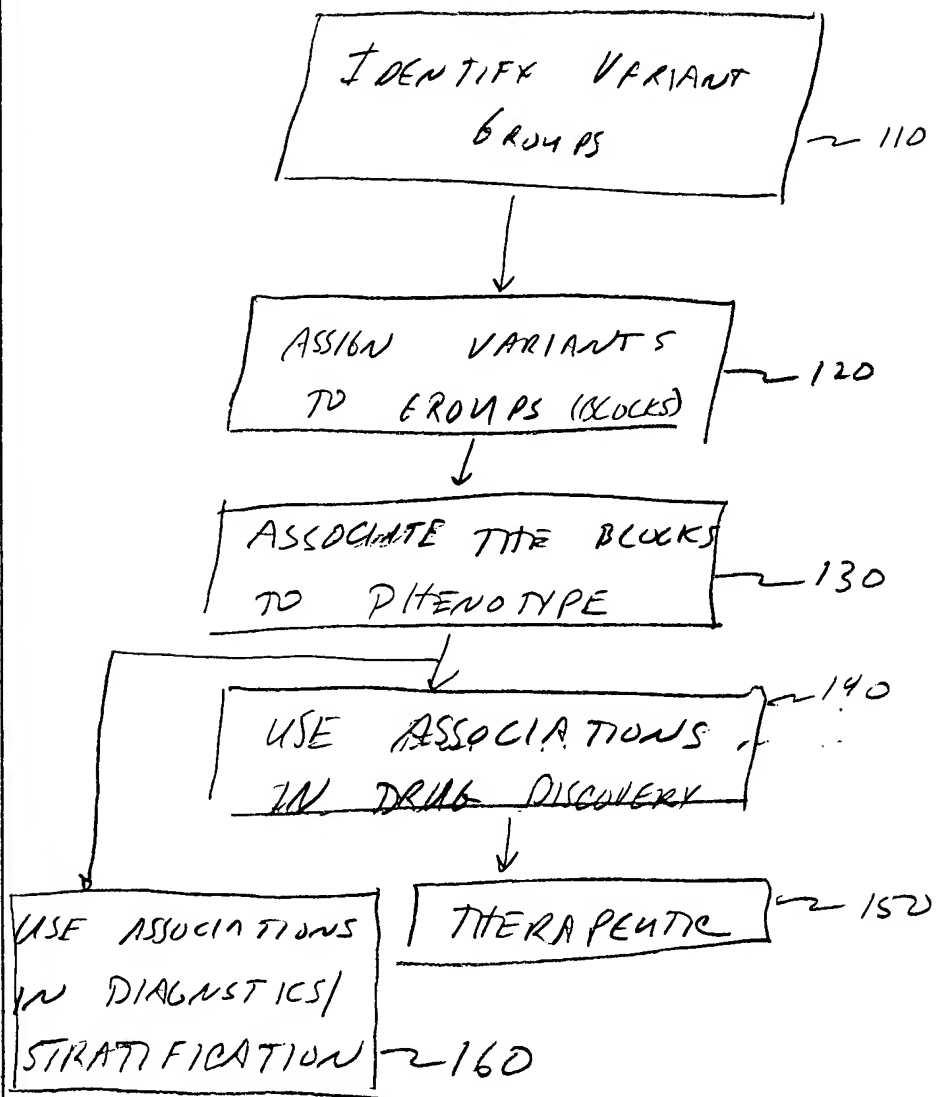 IDENTIFY VARIANT
GROUPS
110
ASSIGN VARIANTS
TO GROUPS (BLOCKS)
120
ASSOCIATE THE BLOCKS
TO PHENOTYPE
130
140
USE ASSOCIATIONS
IN DRUG DISCOVERY
THERAPEUTIC
150
USE ASSOCIATIONS
IN DIAGNSTICS/
STRATIFICATION
160